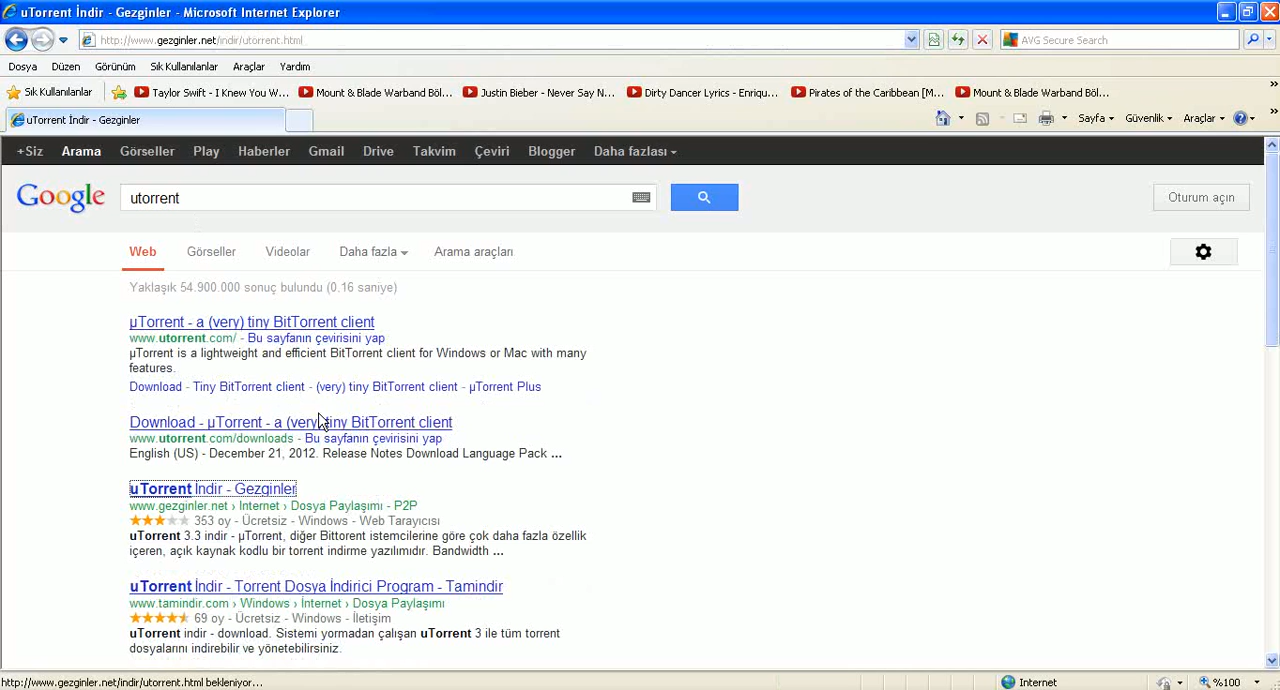 uTorrent İndir - Gezginler - Microsoft Internet Explorer
http://www.gezginler.net/indir/utorrent.html
AVG Secure Search
Dosya Düzen Görünüm Sık Kullanılanlar Araçlar Yardım
Sık Kullanılanlar Taylor Swift - I Knew You W... Mount & Blade Warband Böl... Justin Bieber - Never Say N... Dirty Dancer Lyrics - Enriqu... Pirates of the Caribbean [M... Mount & Blade Warband Böl... »
uTorrent İndir - Gezginler
Sayfa Güvenlik Araçlar »
+Siz Arama Görseller Play Haberler Gmail Drive Takvim Çeviri Blogger Daha fazlası
Google utorrent Oturum açın
Web Görseller Videolar Daha fazla Arama araçları
Yaklaşık 54.900.000 sonuç bulundu (0.16 saniye)
µTorrent - a (very) tiny BitTorrent client
www.utorrent.com/ - Bu sayfanın çevirisini yap
µTorrent is a lightweight and efficient BitTorrent client for Windows or Mac with many
features.
Download - Tiny BitTorrent client - (very) tiny BitTorrent client - µTorrent Plus
Download - µTorrent - a (very) tiny BitTorrent client
www.utorrent.com/downloads - Bu sayfanın çevirisini yap
English (US) - December 21, 2012. Release Notes Download Language Pack ...
uTorrent İndir - Gezginler
www.gezginler.net › Internet › Dosya Paylaşımı - P2P
353 oy - Ücretsiz - Windows - Web Tarayıcısı
uTorrent 3.3 indir - µTorrent, diğer Bittorent istemcilerine göre çok daha fazla özellik
içeren, açık kaynak kodlu bir torrent indirme yazılımıdır. Bandwidth ...
uTorrent İndir - Torrent Dosya İndirici Program - Tamindir
www.tamindir.com › Windows › İnternet › Dosya Paylaşımı
69 oy - Ücretsiz - Windows - İletişim
uTorrent indir - download. Sistemi yormadan çalışan uTorrent 3 ile tüm torrent
dosyalarını indirebilir ve yönetebilirsiniz.
http://www.gezginler.net/indir/utorrent.html bekleniyor...
Internet
%100